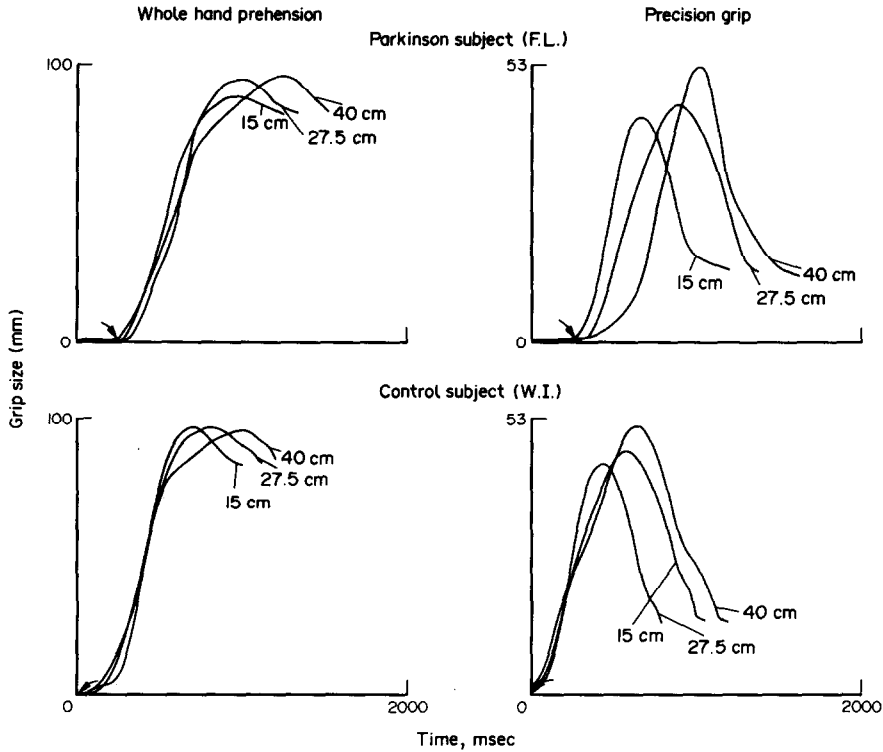 Whole hand prehension
Precision grip
Parkinson subject (F.L.)
100
53
15 cm
40 cm
27.5 cm
15 cm
40 cm
27.5 cm
0
0
Grip size (mm)
Control subject (W.I.)
100
53
40 cm
27.5 cm
15 cm
15 cm
40 cm
27.5 cm
0
2000
0
2000
Time, msec